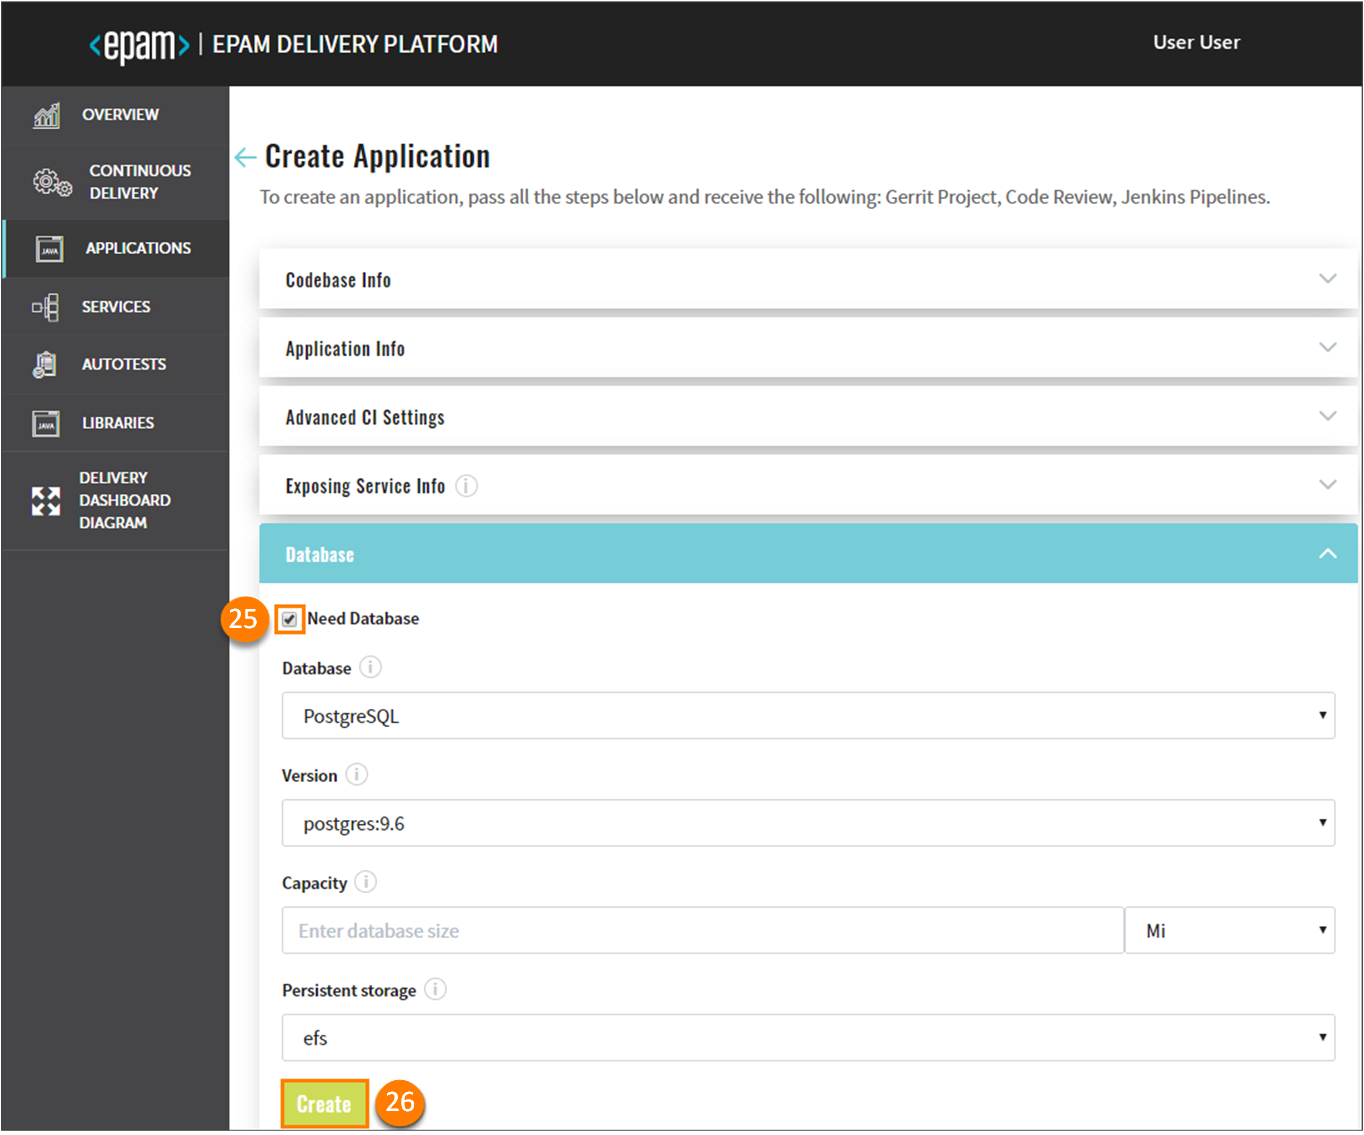 <epam> | EPAM DELIVERY PLATFORM
User User
OVERVIEW
CONTINUOUS
DELIVERY
JAVA
APPLICATIONS
SERVICES
AUTOTESTS
JAVA
LIBRARIES
DELIVERY
DASHBOARD
DIAGRAM
Create Application
To create an application, pass all the steps below and receive the following: Gerrit Project, Code Review, Jenkins Pipelines.
Codebase Info
Application Info
Advanced CI Settings
Exposing Service Info i
Database
25
Need Database
Database i
PostgreSQL
Version i
postgres:9.6
Capacity i
Enter database size
Mi
Persistent storage i
efs
Create
26